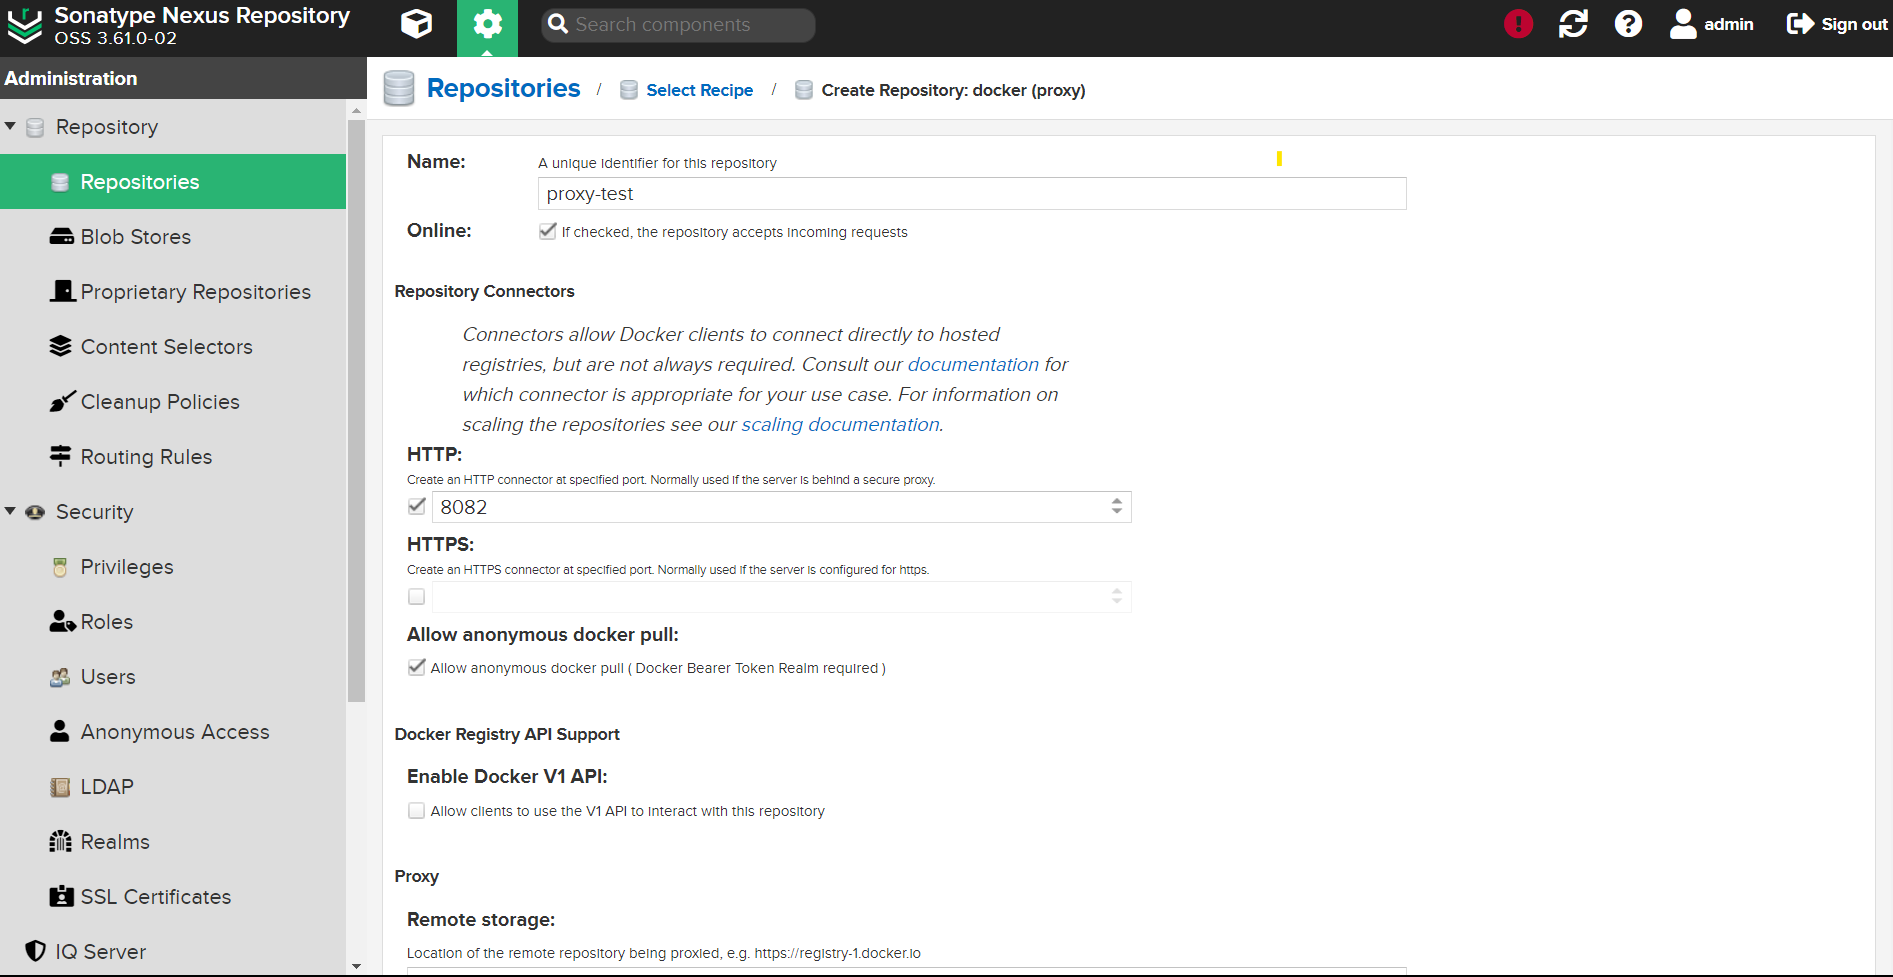 Sonatype Nexus Repository
OSS 3.61.0-02
Search components
admin
Sign out
Administration
Repository
Repositories
Blob Stores
Proprietary Repositories
Content Selectors
Cleanup Policies
Routing Rules
Security
Privileges
Roles
Users
Anonymous Access
LDAP
Realms
SSL Certificates
IQ Server
Repositories / Select Recipe / Create Repository: docker (proxy)
Name:
A unique identifier for this repository
proxy-test
Online:
If checked, the repository accepts incoming requests
Repository Connectors
Connectors allow Docker clients to connect directly to hosted
registries, but are not always required. Consult our documentation for
which connector is appropriate for your use case. For information on
scaling the repositories see our scaling documentation.
HTTP:
Create an HTTP connector at specified port. Normally used if the server is behind a secure proxy.
8082
HTTPS:
Create an HTTPS connector at specified port. Normally used if the server is configured for https.
Allow anonymous docker pull:
Allow anonymous docker pull ( Docker Bearer Token Realm required )
Docker Registry API Support
Enable Docker V1 API:
Allow clients to use the V1 API to interact with this repository
Proxy
Remote storage:
Location of the remote repository being proxied, e.g. https://registry-1.docker.io